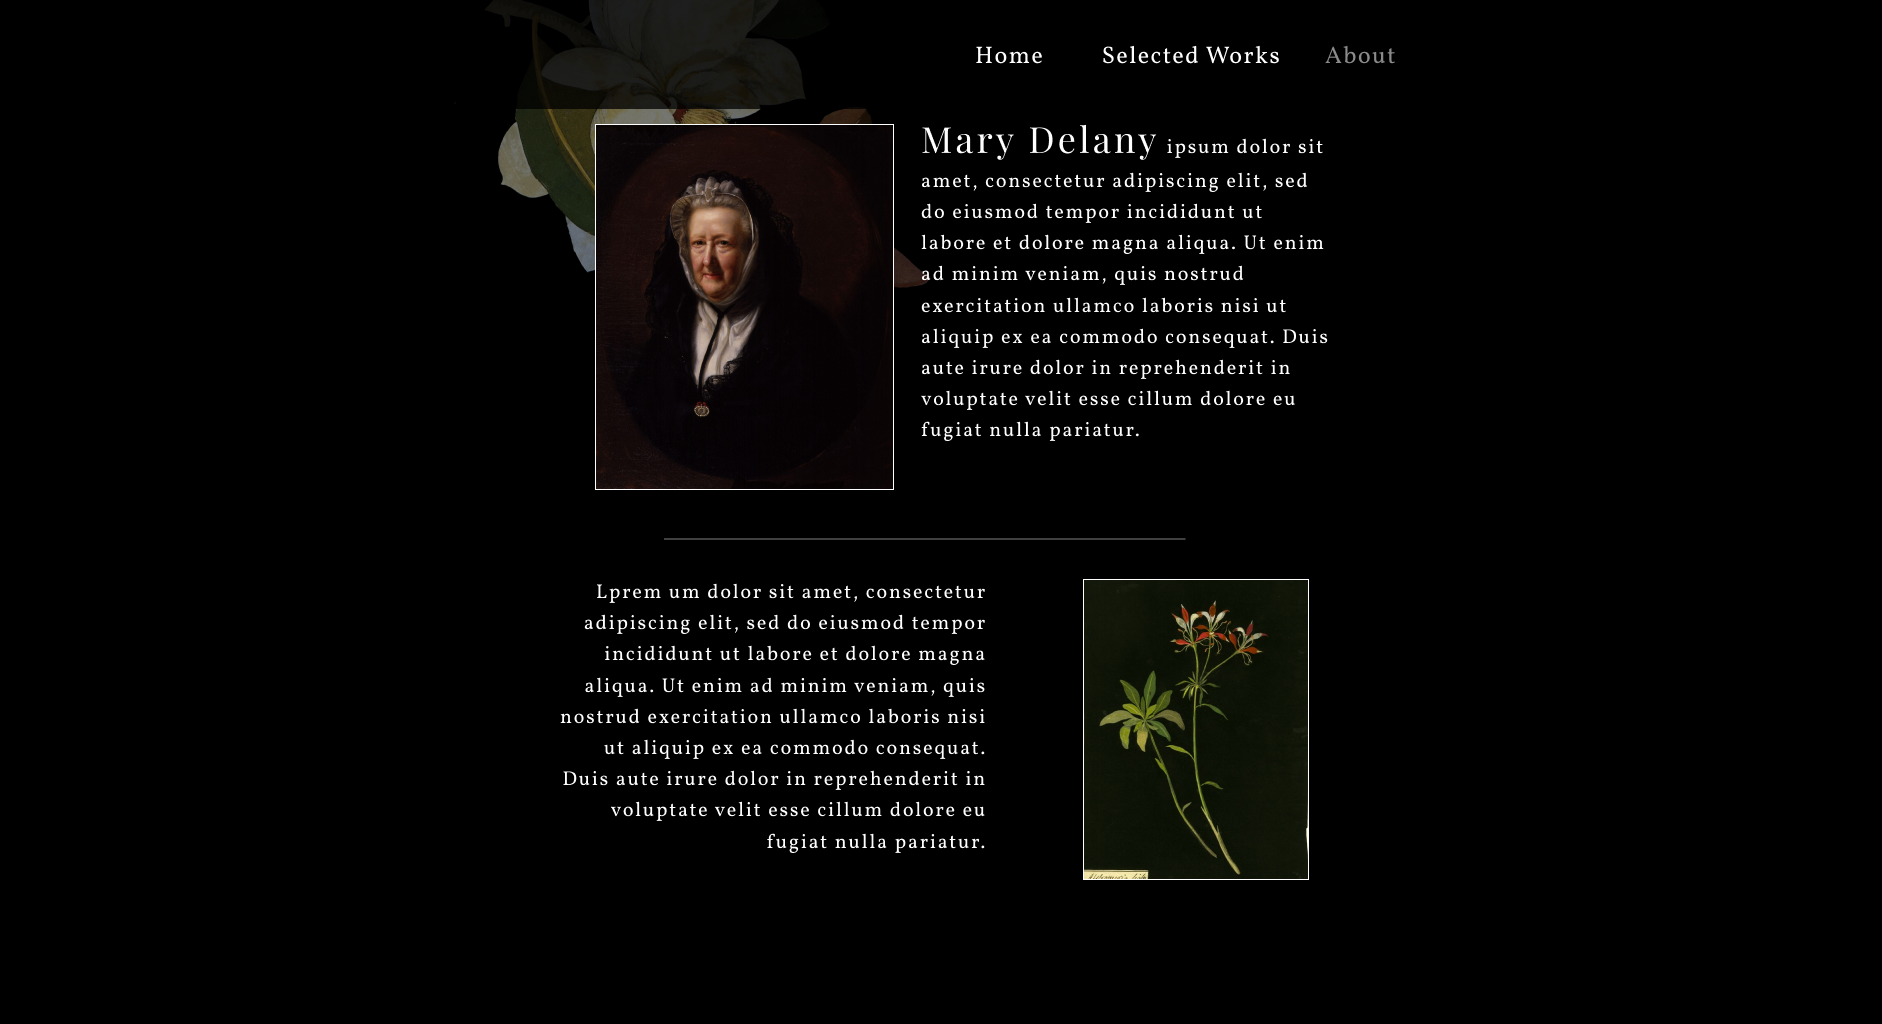 Home Selected Works About
Mary Delany ipsum dolor sit
amet, consectetur adipiscing elit, sed
do eiusmod tempor incididunt ut
labore et dolore magna aliqua. Ut enim
ad minim veniam, quis nostrud
exercitation ullamco laboris nisi ut
aliquip ex ea commodo consequat. Duis
aute irure dolor in reprehenderit in
voluptate velit esse cillum dolore eu
fugiat nulla pariatur.
Lprem um dolor sit amet, consectetur
adipiscing elit, sed do eiusmod tempor
incididunt ut labore et dolore magna
aliqua. Ut enim ad minim veniam, quis
nostrud exercitation ullamco laboris nisi
ut aliquip ex ea commodo consequat.
Duis aute irure dolor in reprehenderit in
voluptate velit esse cillum dolore eu
fugiat nulla pariatur.